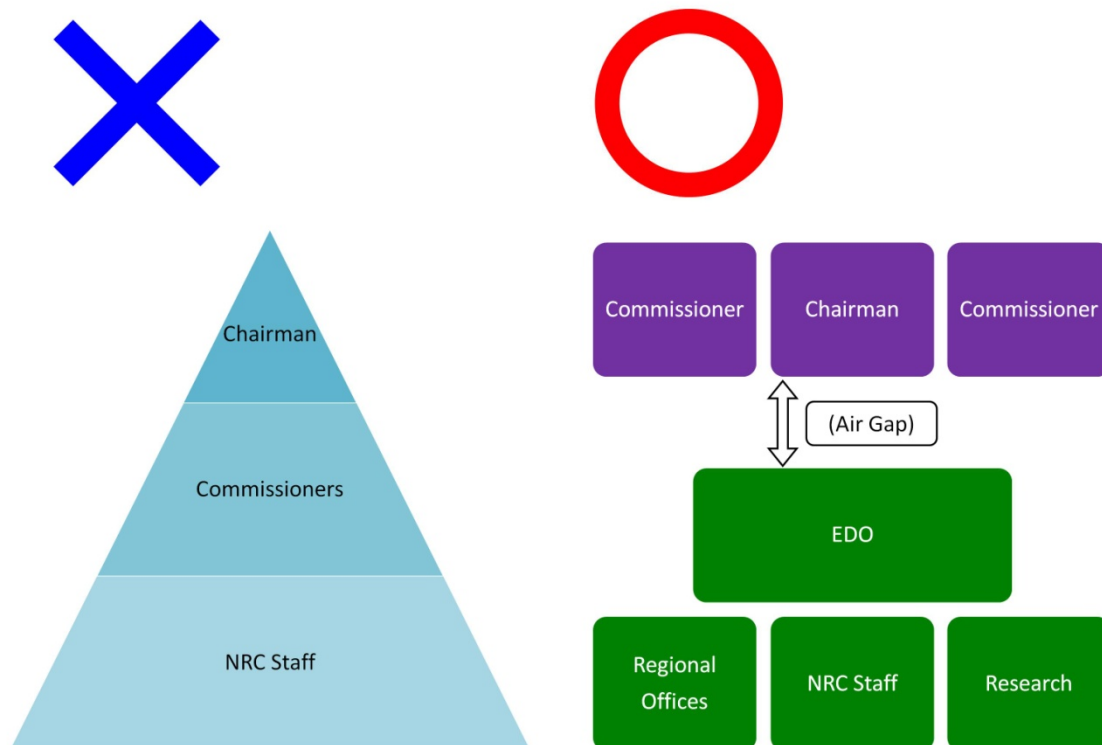 Chairman
Commissioners
NRC Staff
Commissioner
Chairman
Commissioner
(Air Gap)
EDO
Regional
Offices
NRC Staff
Research